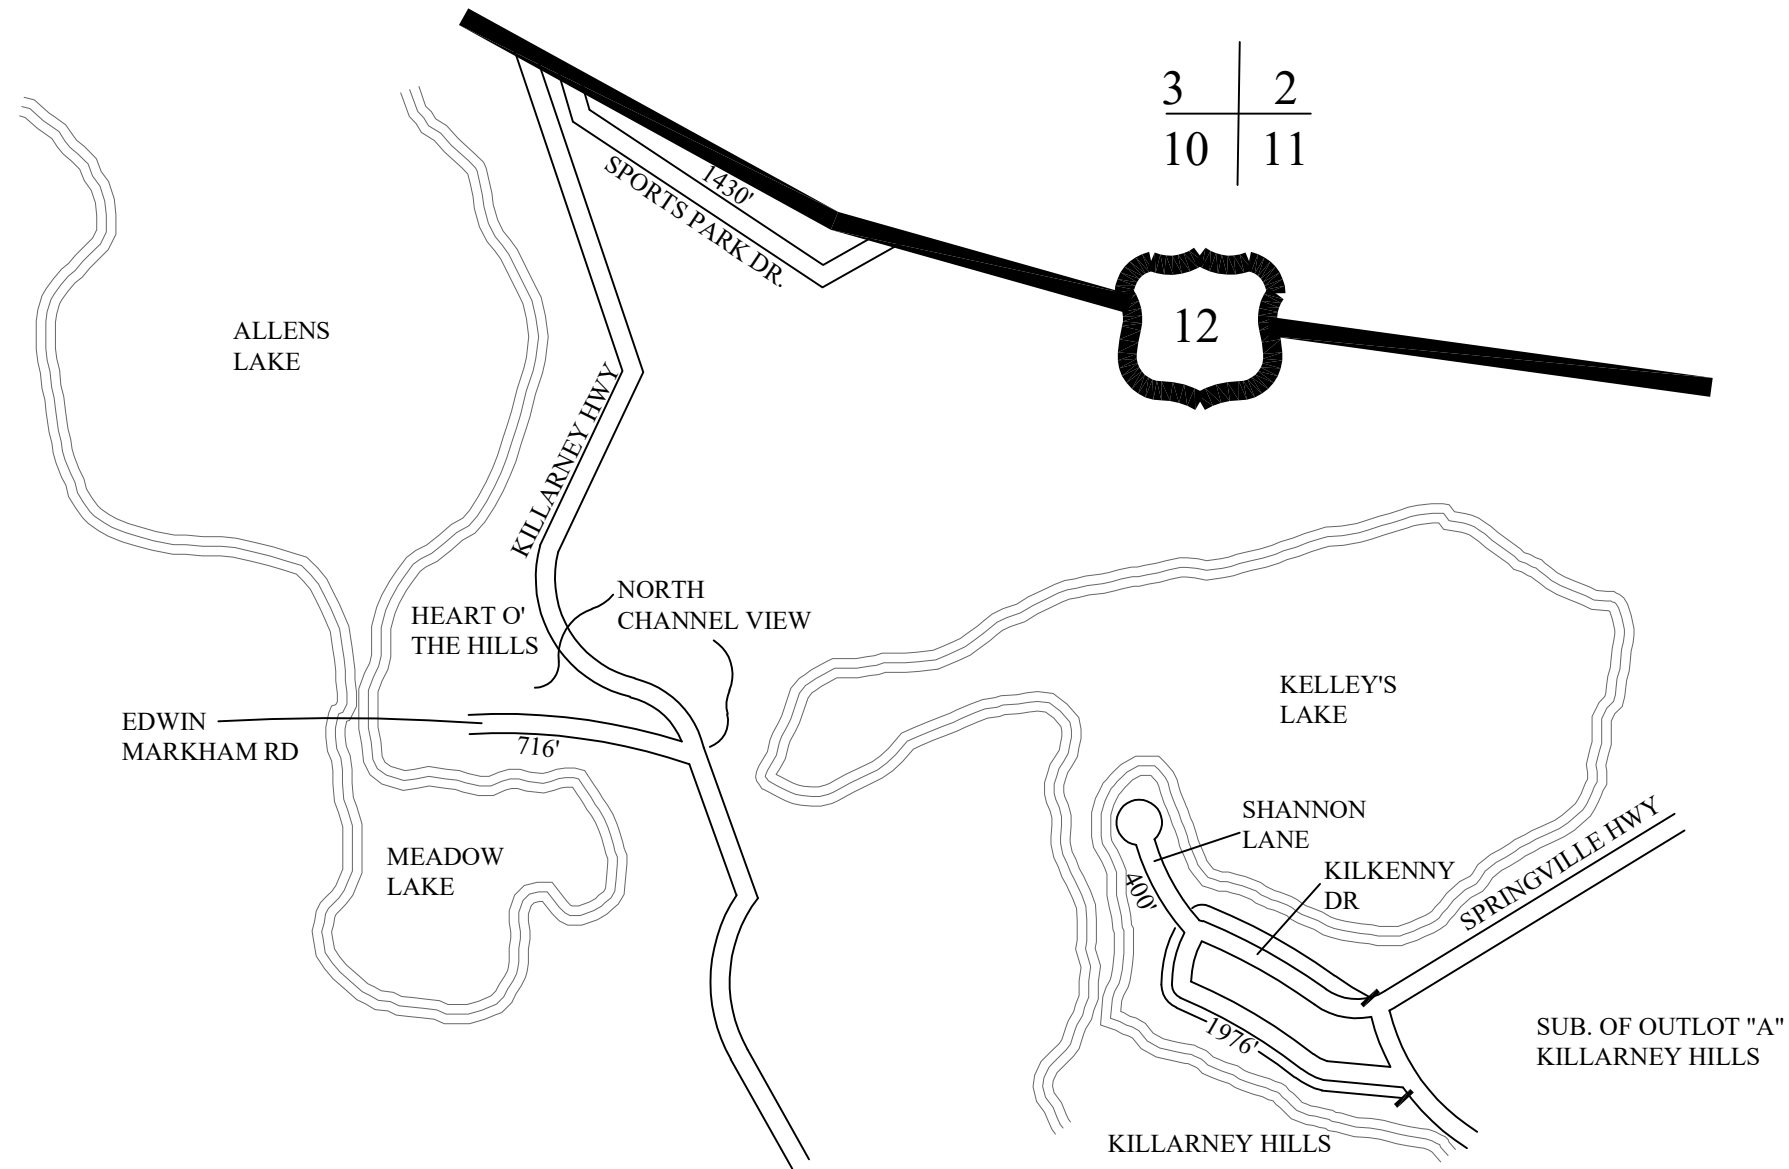 3
2
10
11
1430'
SPORTS PARK DR.
12
ALLENS
LAKE
KILLARNEY HWY
HEART O'
THE HILLS
NORTH
CHANNEL VIEW
EDWIN
MARKHAM RD
716'
KELLEY'S
LAKE
MEADOW
LAKE
SHANNON
LANE
400'
KILKENNY
DR
SPRINGVILLE HWY
1976'
SUB. OF OUTLOT "A"
KILLARNEY HILLS
KILLARNEY HILLS